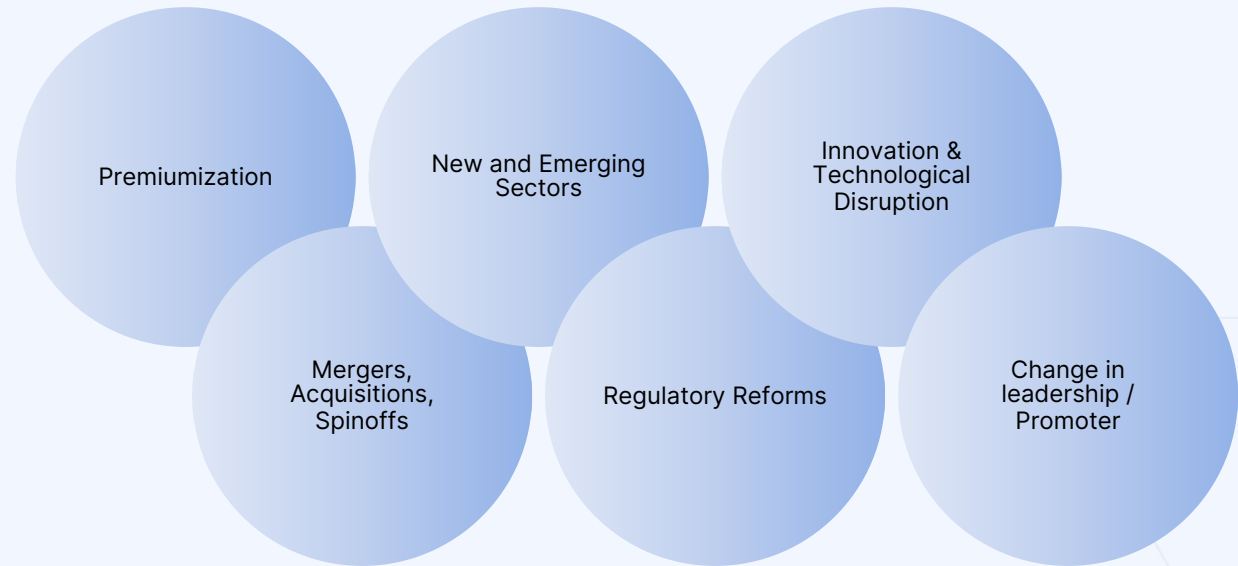 Premiumization
New and Emerging
Sectors
Innovation &
Technological
Disruption
Mergers,
Acquisitions,
Spinoffs
Regulatory Reforms
Change in
leadership /
Promoter